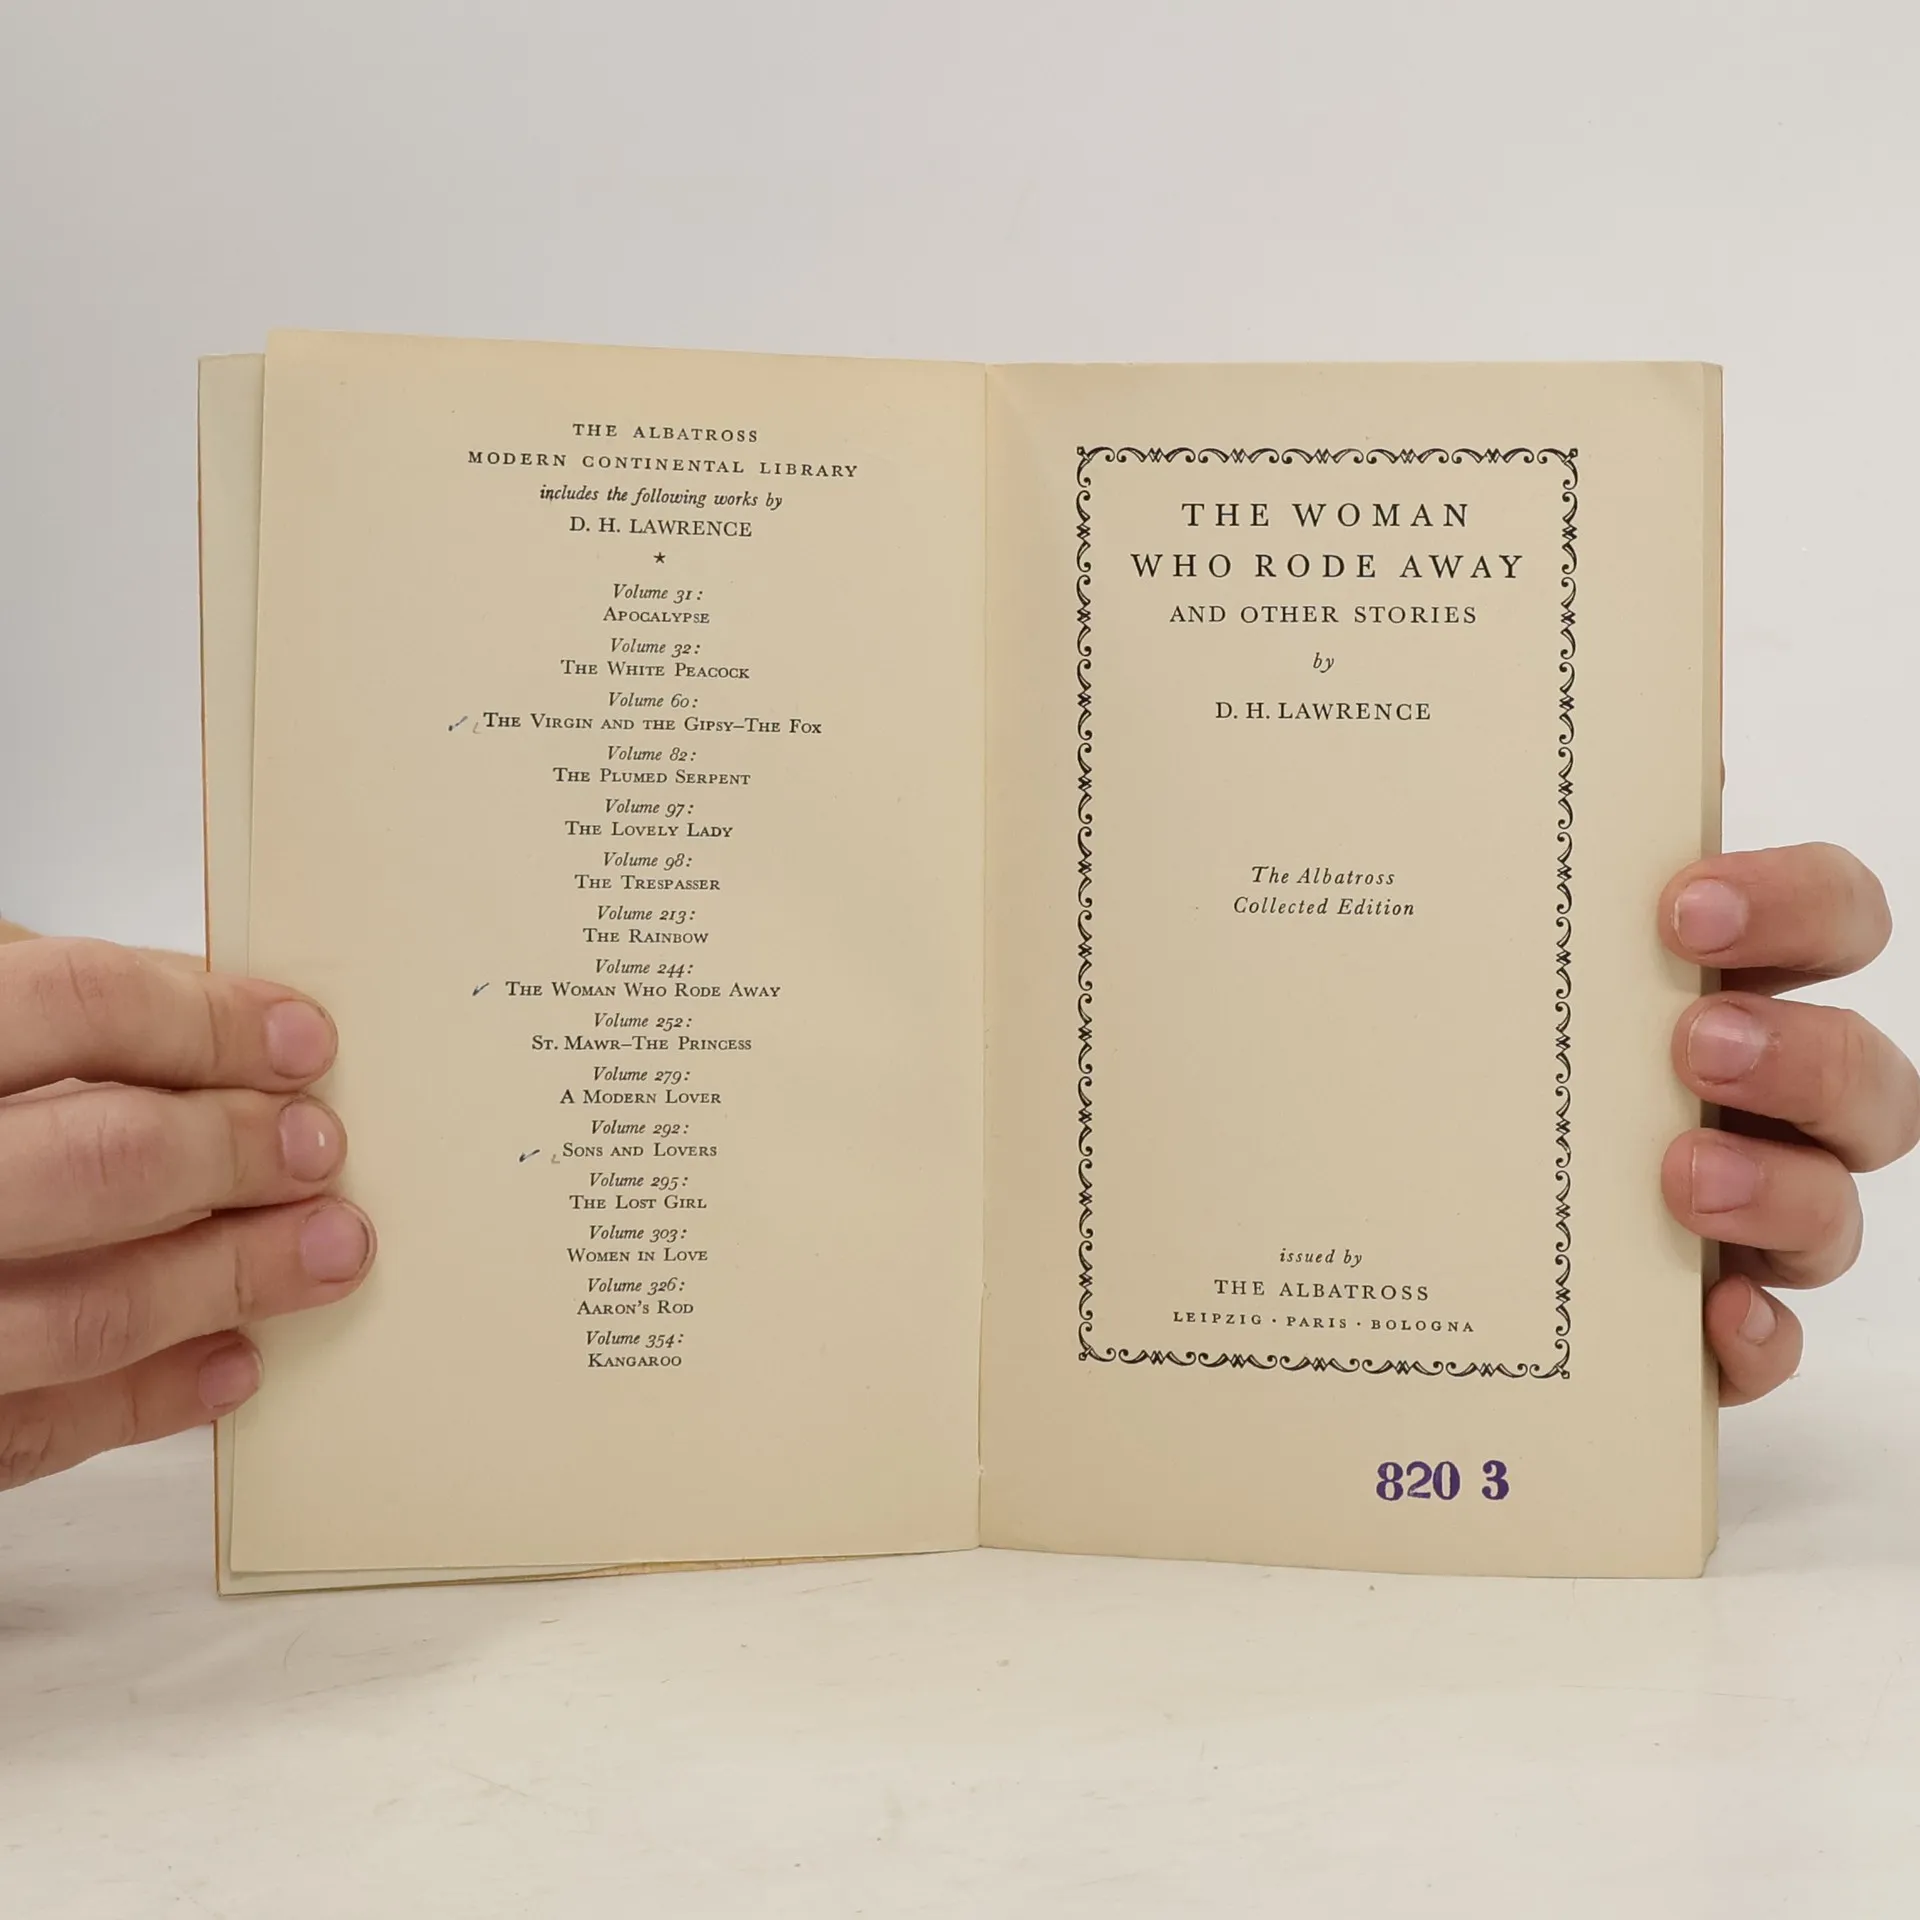 THE ALBATROSS
MODERN CONTINENTAL LIBRARY
includes the following works by
D. H. LAWRENCE
★
Volume 31:
APOCALYPSE
Volume 32:
THE WHITE PEACOCK
Volume 60:
THE VIRGIN AND THE GIPSY–THE FOX
Volume 82:
THE PLUMED SERPENT
Volume 97:
THE LOVELY LADY
Volume 98:
THE TRESPASSER
Volume 213:
THE RAINBOW
Volume 244:
THE WOMAN WHO RODE AWAY
Volume 252:
ST. MAWR–THE PRINCESS
Volume 279:
A MODERN LOVER
Volume 292:
SONS AND LOVERS
Volume 295:
THE LOST GIRL
Volume 303:
WOMEN IN LOVE
Volume 326:
AARON'S ROD
Volume 354:
KANGAROO
THE WOMAN
WHO RODE AWAY
AND OTHER STORIES
by
D. H. LAWRENCE
The Albatross
Collected Edition
issued by
THE ALBATROSS
LEIPZIG · PARIS · BOLOGNA
820 3